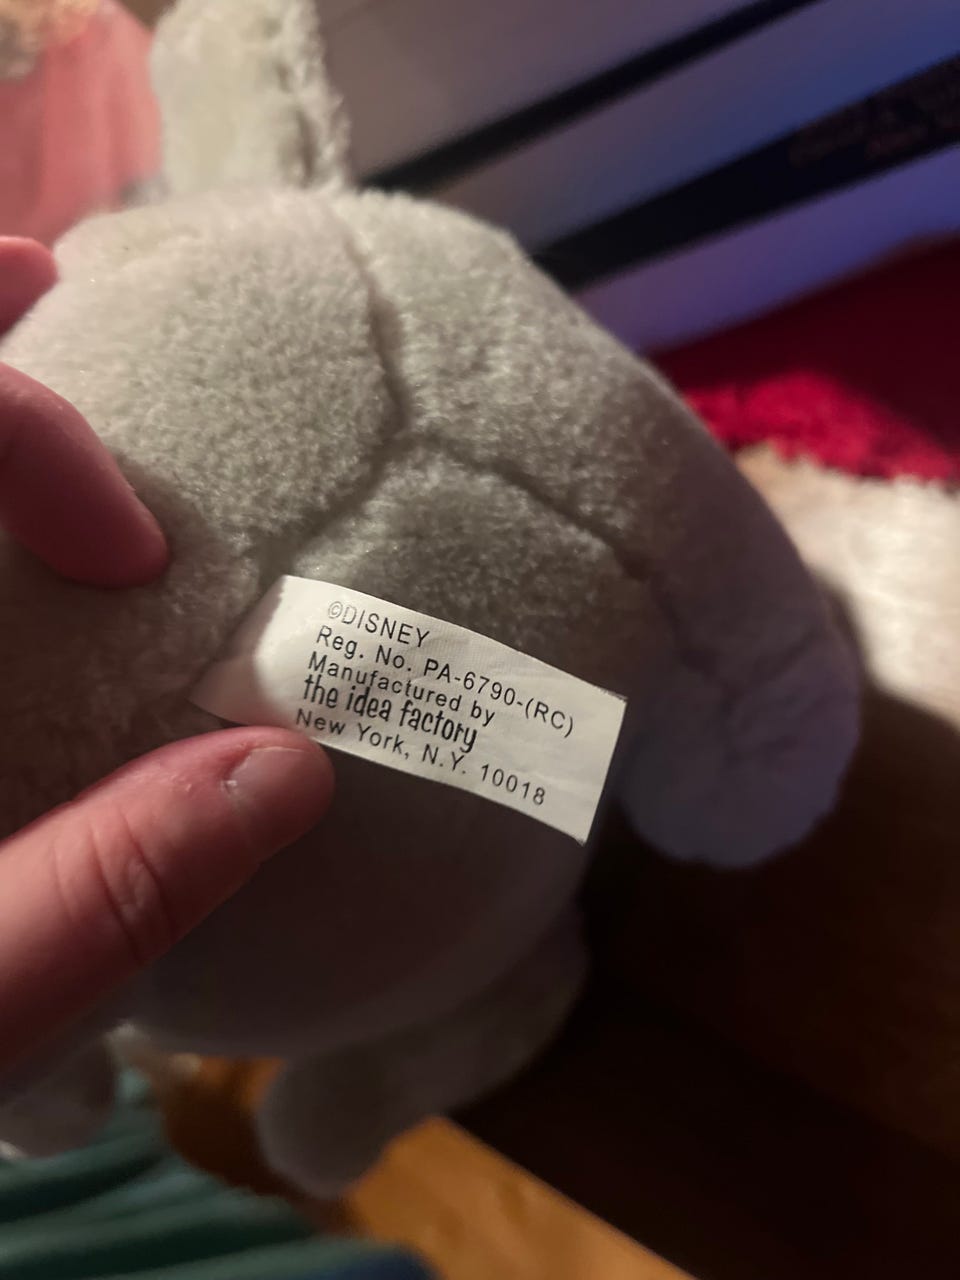 ©DISNEY
Reg. No. PA-6790-(RC)
Manufactured by
the idea factory
New York, N.Y. 10018